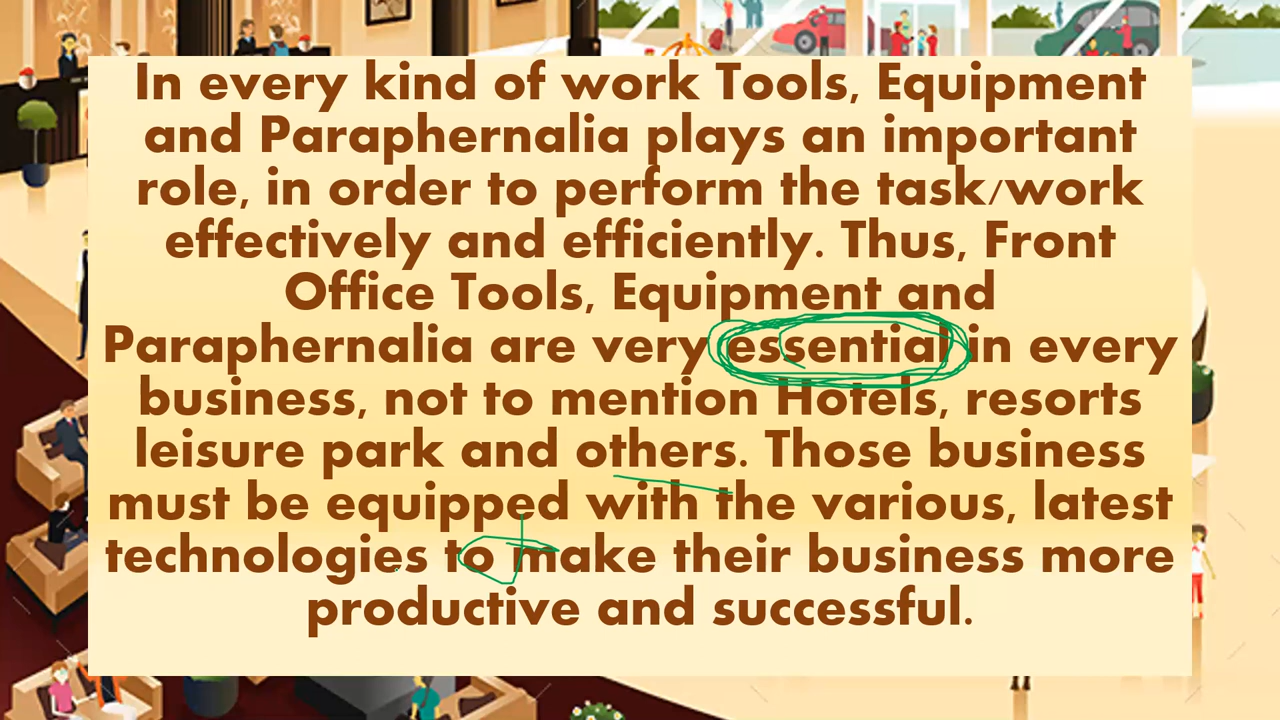 In every kind of work Tools, Equipment
and Paraphernalia plays an important
role, in order to perform the task/work
effectively and efficiently. Thus, Front
Office Tools, Equipment and
Paraphernalia are very essential in every
business, not to mention Hotels, resorts
leisure park and others. Those business
must be equipped with the various, latest
technologies to make their business more
productive and successful.